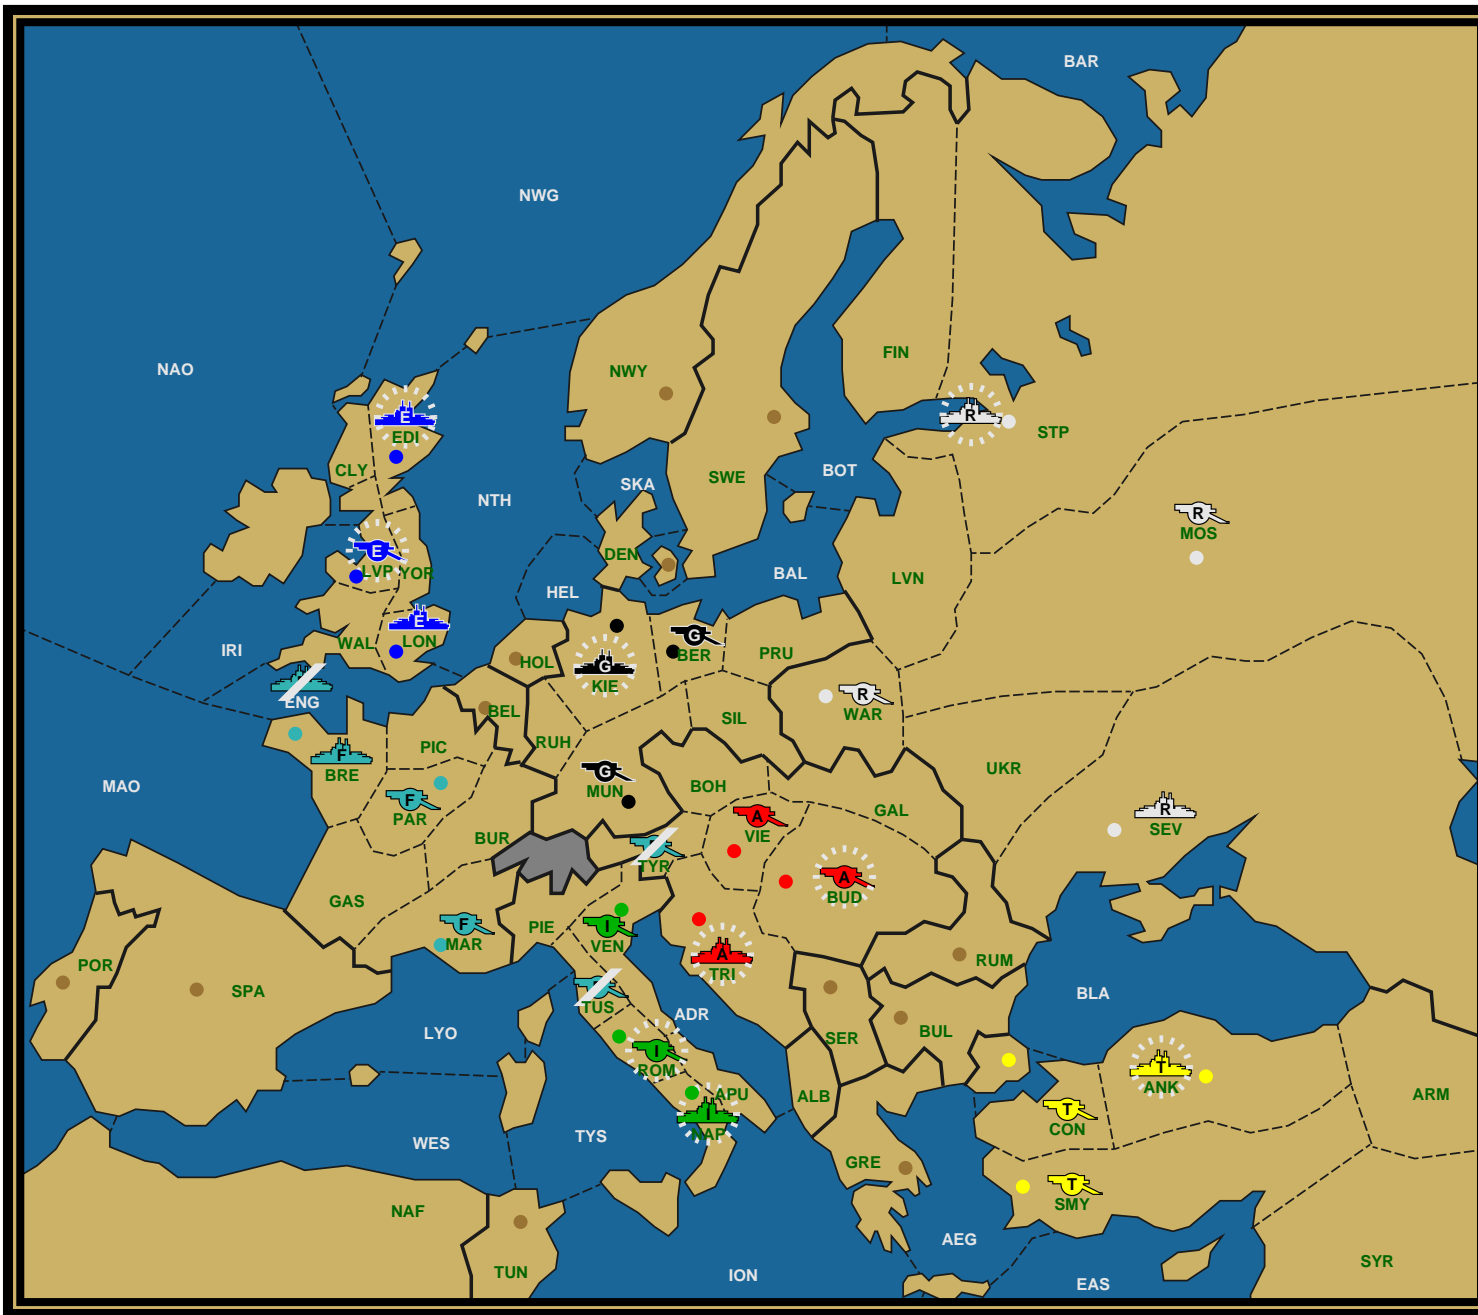 BAR
NWG
NAO
FIN
NWY
E
EDI
R
STP
CLY
SKA
BOT
SWE
NTH
R
MOS
E
LVP
YOR
DEN
BAL
LVN
HEL
E
LON
WAL
IRI
G
BER
PRU
HOL
G
KIE
R
WAR
ENG
BEL
SIL
RUH
PIC
F
BRE
UKR
MAO
G
MUN
BOH
F
PAR
A
VIE
GAL
R
SEV
BUR
TYR
A
BUD
GAS
F
MAR
PIE
I
VEN
A
TRI
RUM
POR
SPA
BLA
TUS
ADR
LYO
SER
BUL
I
ROM
T
ANK
APU
ALB
ARM
I
NAP
T
CON
WES
TYS
GRE
T
SMY
NAF
AEG
TUN
ION
EAS
SYR